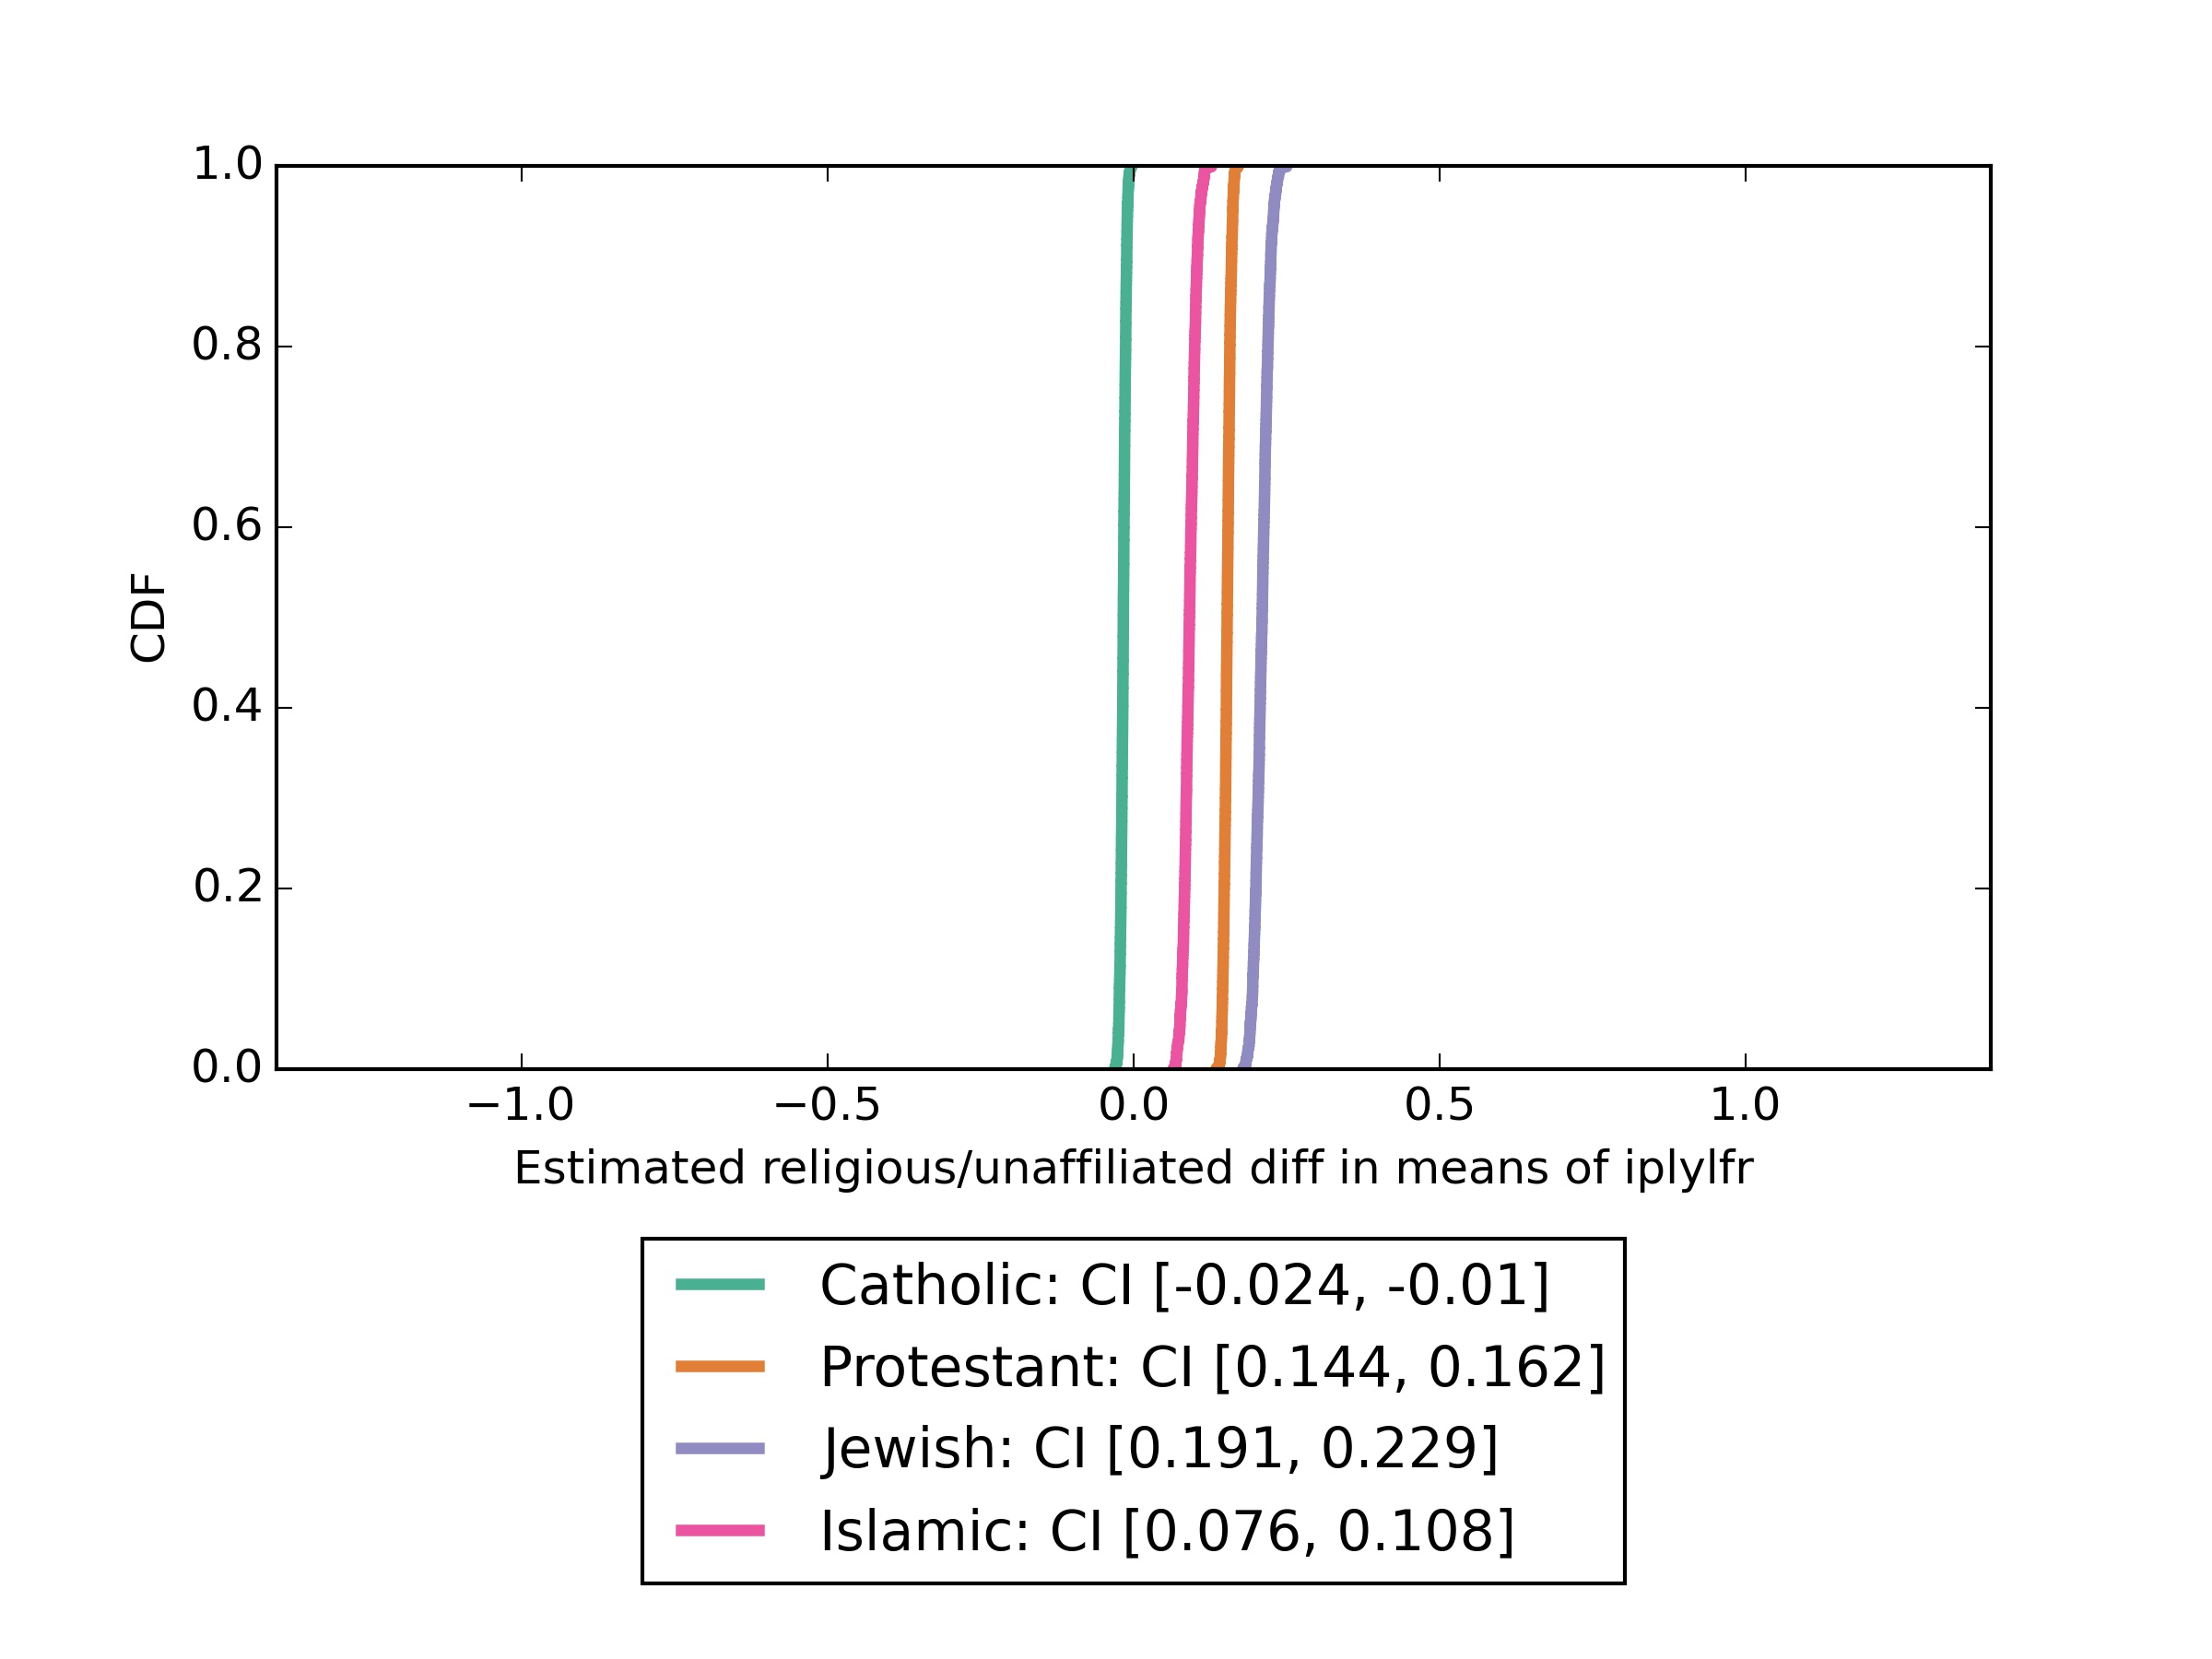 1.0
0.8
0.6
0.4
0.2
0.0
CDF
−1.0 −0.5 0.0 0.5 1.0
Estimated religious/unaffiliated diff in means of iplylfr
Catholic: CI [-0.024, -0.01]
Protestant: CI [0.144, 0.162]
Jewish: CI [0.191, 0.229]
Islamic: CI [0.076, 0.108]